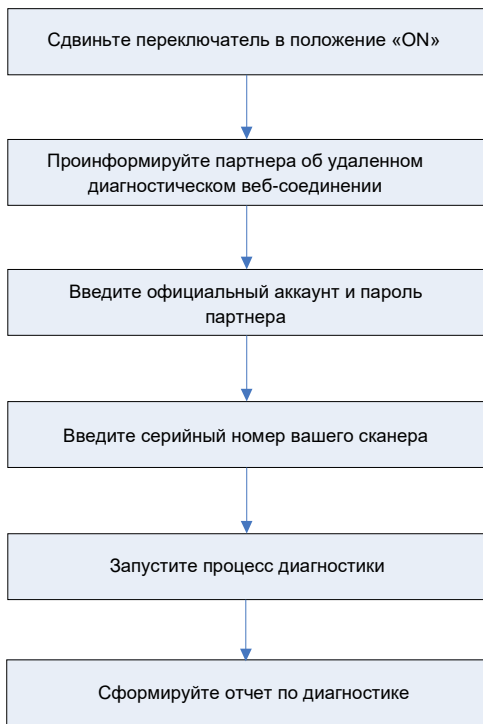 Сдвиньте переключатель в положение «ON»
Проинформируйте партнера об удаленном
диагностическом веб-соединении
Введите официальный аккаунт и пароль
партнера
Введите серийный номер вашего сканера
Запустите процесс диагностики
Сформируйте отчет по диагностике